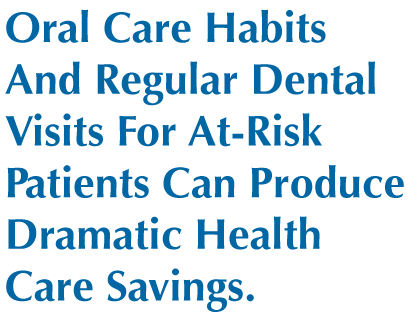 Oral Care Habits
And Regular Dental
Visits For At-Risk
Patients Can Produce
Dramatic Health
Care Savings.